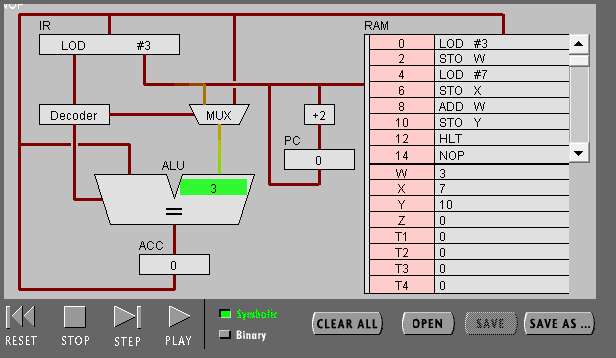 NOP
IR
RAM
LOD #3
0 LOD #3
2 STO W
4 LOD #7
6 STO X
8 ADD W
10 STO Y
12 HLT
14 NOP
Decoder
MUX
+2
PC
0
ALU
3
=
ACC
0
W 3
X 7
Y 10
Z 0
T1 0
T2 0
T3 0
T4 0
RESET
STOP
STEP
PLAY
Symbolic
Binary
CLEAR ALL
OPEN
SAVE
SAVE AS ...